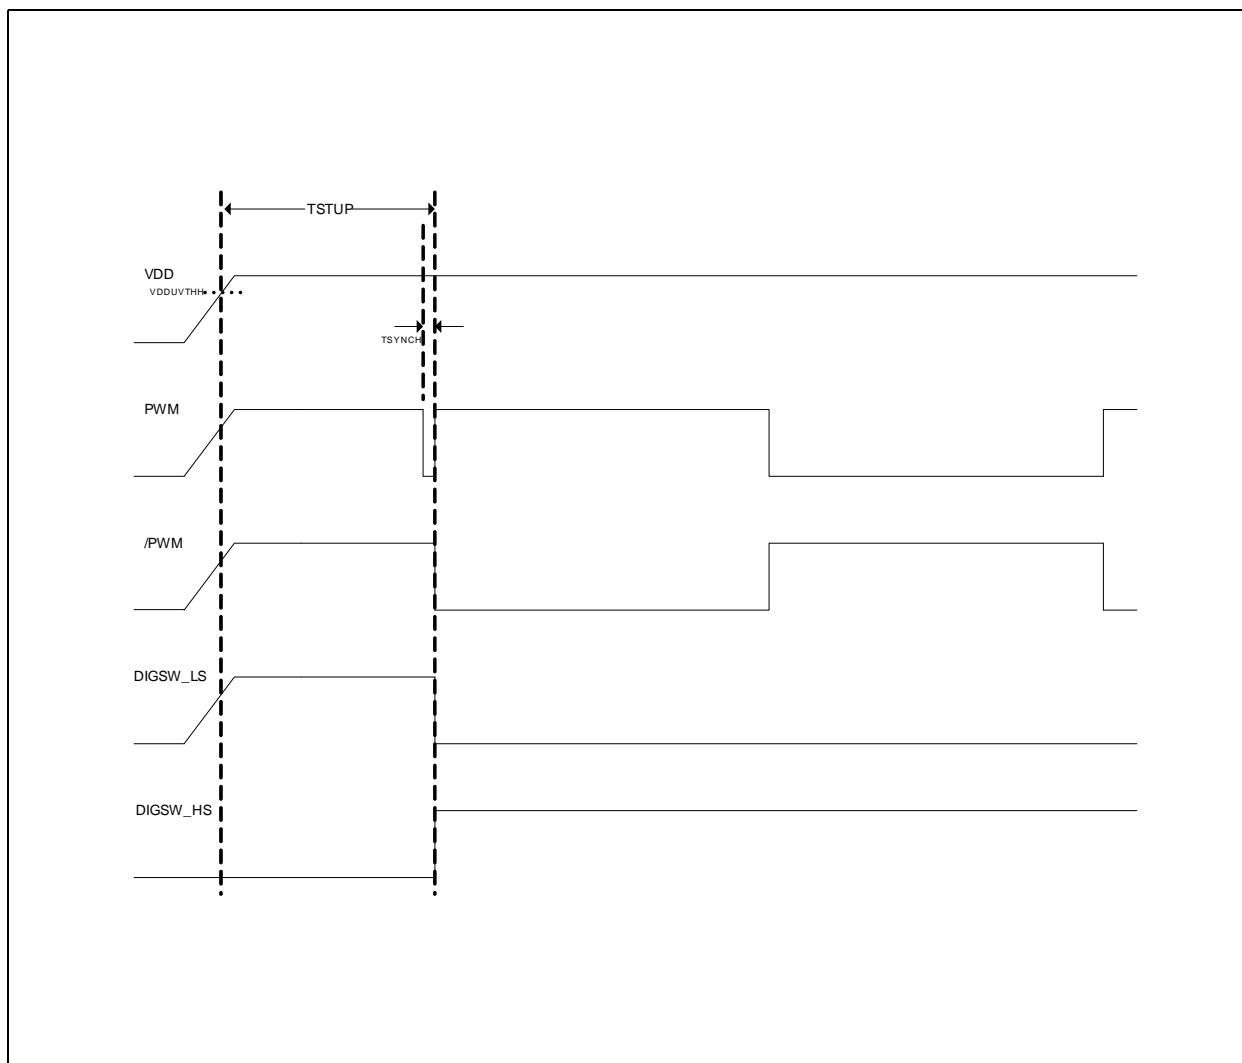 TSTUP
VDD
VDDUVTHH
TSYNCH
PWM
/PWM
DIGSW_LS
DIGSW_HS